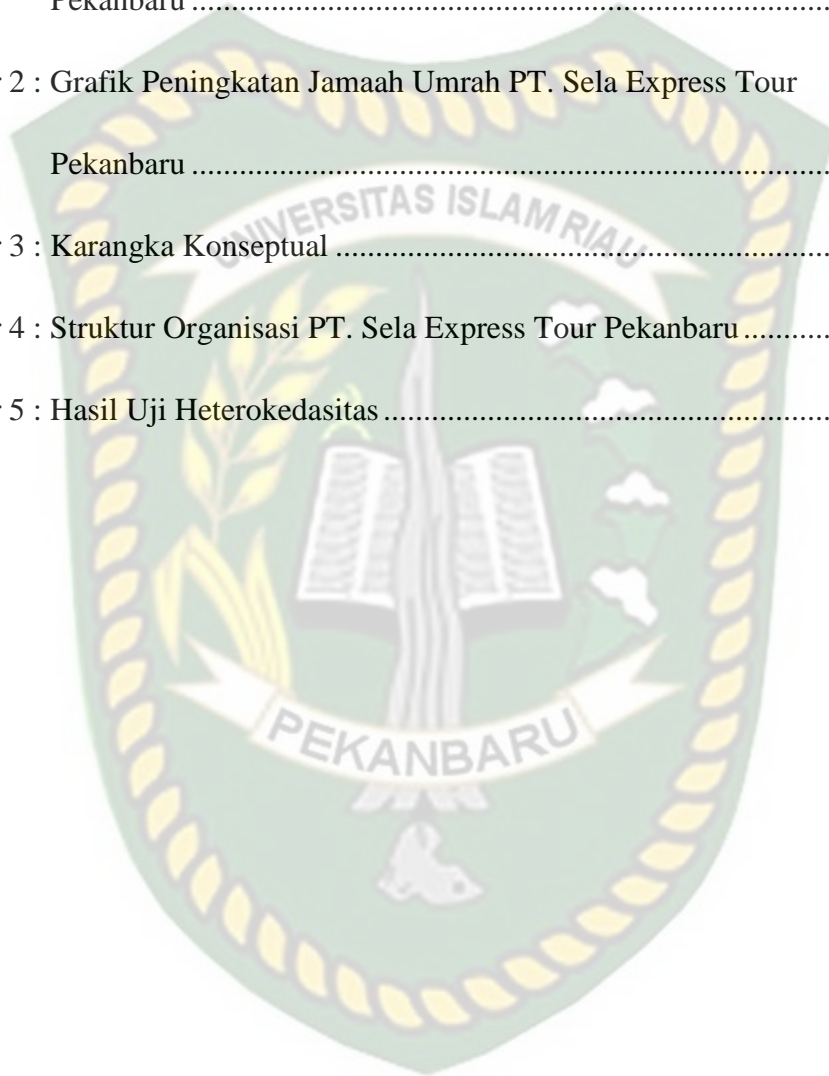 Pekanbaru ................................................................................
r 2 : Grafik Peningkatan Jamaah Umrah PT. Sela Express Tour
Pekanbaru ................................................................................
UNIVERSITAS ISLAM RIAU
r 3 : Karangka Konseptual ..............................................................
r 4 : Struktur Organisasi PT. Sela Express Tour Pekanbaru ...........
r 5 : Hasil Uji Heterokedasitas ........................................................
PEKANBARU